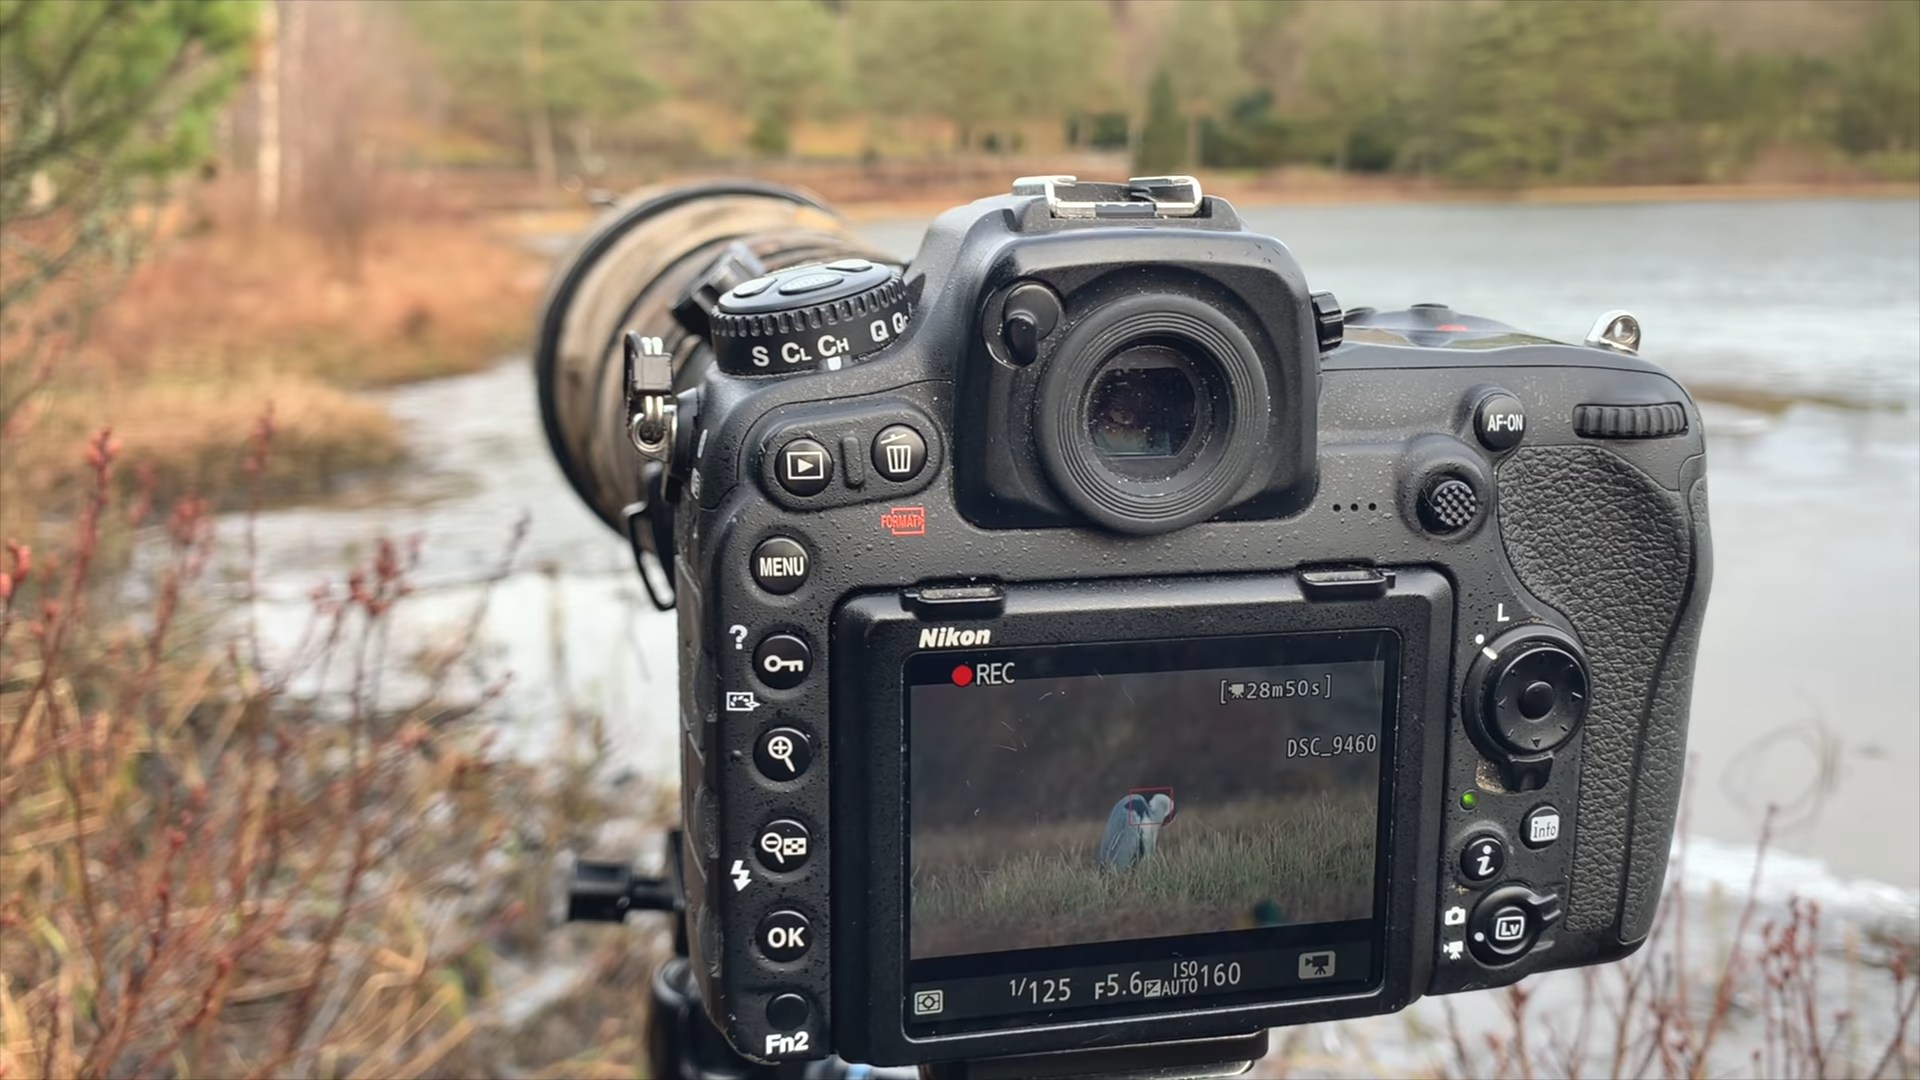 S CL CH Q Qc
AF-ON
FORMAT
MENU
L
?
Nikon
REC
[28m50s]
DSC_9460
info
i
OK
Lv
1/125 F5.6 ISO AUTO 160
Fn2